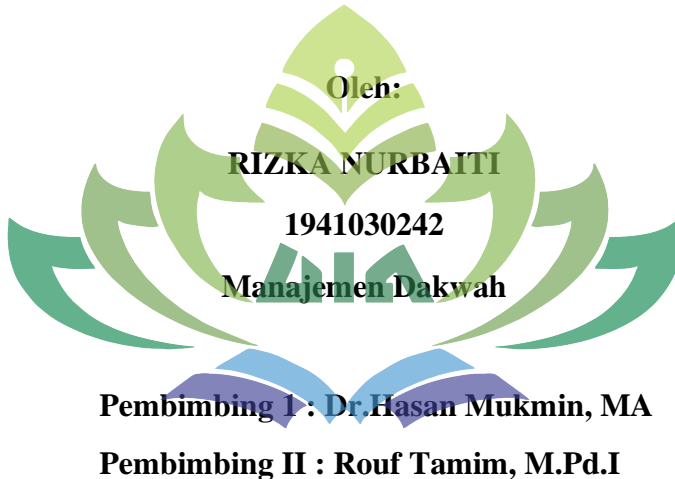 Oleh:
RIZKA NURBAITI
1941030242
Manajemen Dakwah
Pembimbing 1 : Dr.Hasan Mukmin, MA
Pembimbing II : Rouf Tamim, M.Pd.I